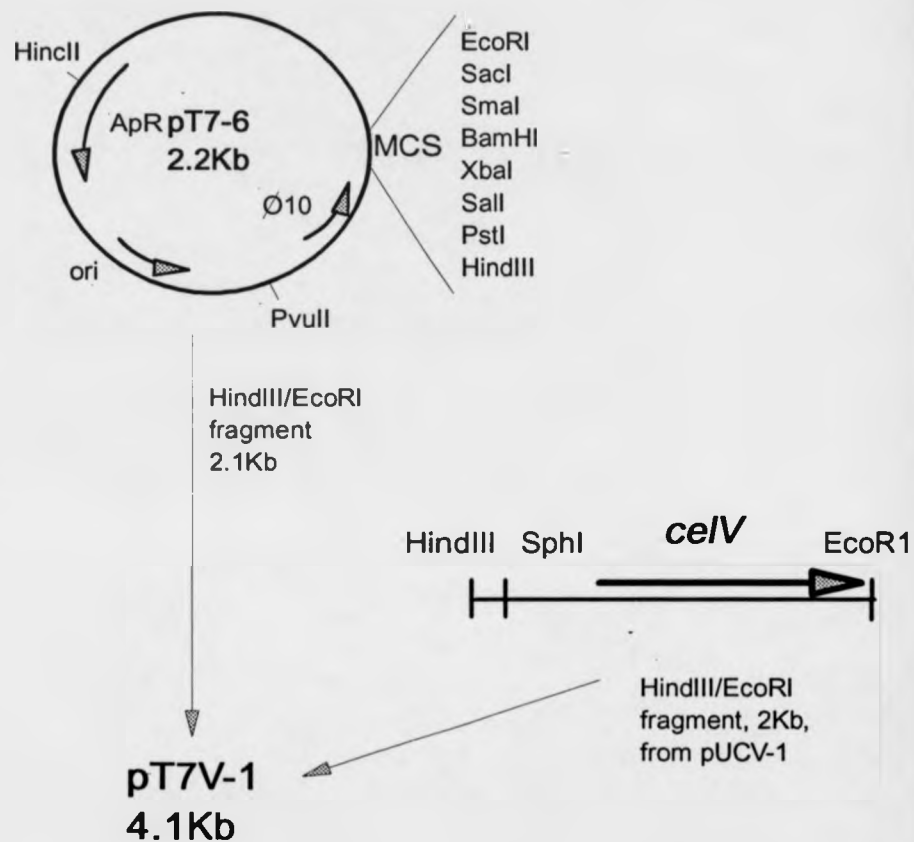 HincII
ApR pT7-6
2.2Kb
Ø10
ori
PvuII
MCS
EcoRI
SacI
SmaI
BamHI
XbaI
SalI
PstI
HindIII
HindIII/EcoRI
fragment
2.1Kb
HindIII SphI celV EcoR1
HindIII/EcoRI
fragment, 2Kb,
from pUCV-1
pT7V-1
4.1Kb